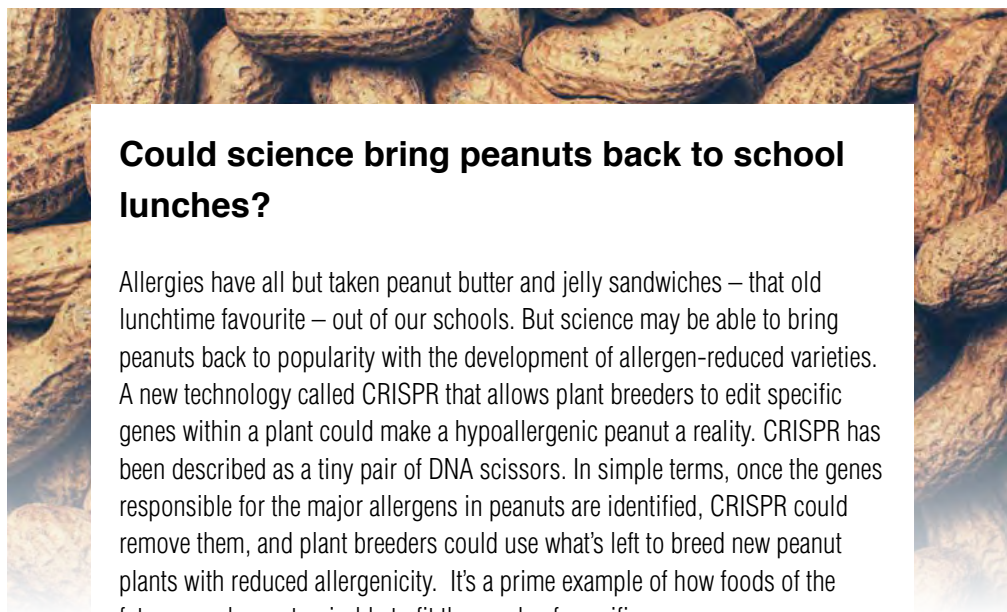 Could science bring peanuts back to school
lunches?
Allergies have all but taken peanut butter and jelly sandwiches – that old
lunchtime favourite – out of our schools. But science may be able to bring
peanuts back to popularity with the development of allergen-reduced varieties.
A new technology called CRISPR that allows plant breeders to edit specific
genes within a plant could make a hypoallergenic peanut a reality. CRISPR has
been described as a tiny pair of DNA scissors. In simple terms, once the genes
responsible for the major allergens in peanuts are identified, CRISPR could
remove them, and plant breeders could use what’s left to breed new peanut
plants with reduced allergenicity.  It’s a prime example of how foods of the